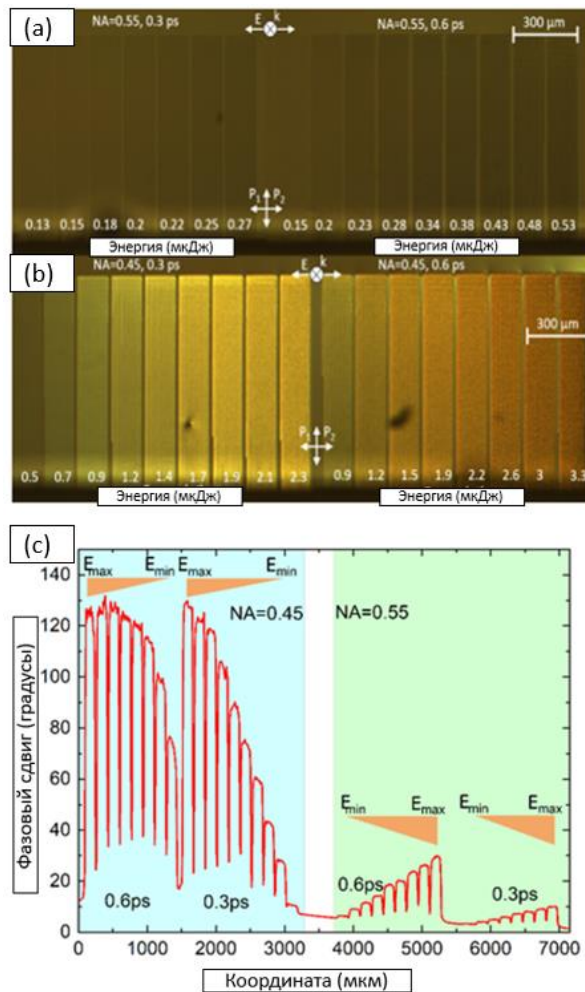 (a)
NA=0.55, 0.3 ps
E k
NA=0.55, 0.6 ps
300 µm
P₁ P₂
0.13 0.15 0.18 0.2 0.22 0.25 0.27 0.15 0.2 0.23 0.28 0.34 0.38 0.43 0.48 0.53
Энергия (мкДж) Энергия (мкДж)
(b)
NA=0.45, 0.3 ps
E k
NA=0.45, 0.6 ps
300 µm
P₁ P₂
0.5 0.7 0.9 1.2 1.4 1.7 1.9 2.1 2.3 0.9 1.2 1.5 1.9 2.2 2.6 3 3.3
Энергия (мкДж) Энергия (мкДж)
(c)
Фазовый сдвиг (градусы)
140
120
100
80
60
40
20
0
Emax Emin Emax Emin
NA=0.45 NA=0.55
Emin Emax Emin Emax
0.6ps 0.3ps
0.6ps 0.3ps
0 1000 2000 3000 4000 5000 6000 7000
Координата (мкм)